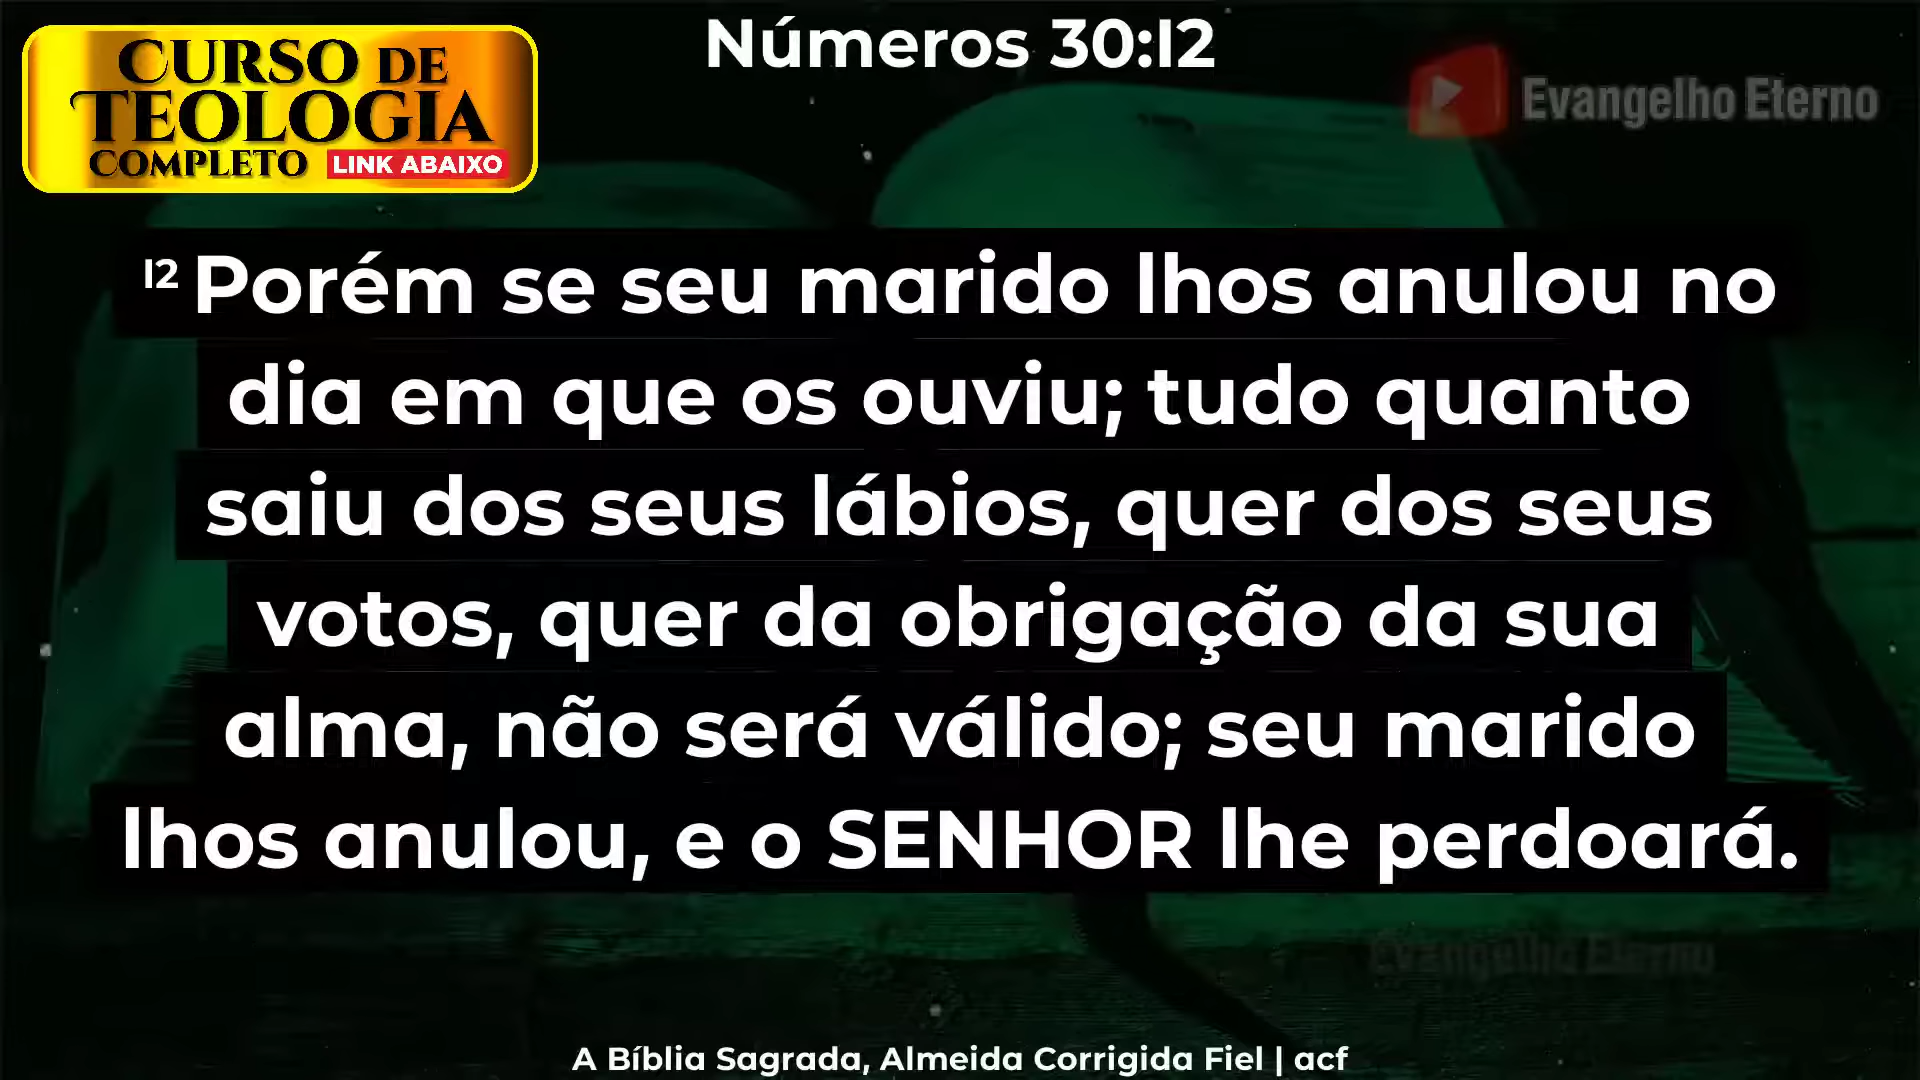 CURSO DE
TEOLOGIA
COMPLETO LINK ABAIXO
Números 30:12
Evangelho Eterno
12 Porém se seu marido lhos anulou no
dia em que os ouviu; tudo quanto
saiu dos seus lábios, quer dos seus
votos, quer da obrigação da sua
alma, não será válido; seu marido
lhos anulou, e o SENHOR lhe perdoará.
Evangelho Eterno
A Bíblia Sagrada, Almeida Corrigida Fiel | acf